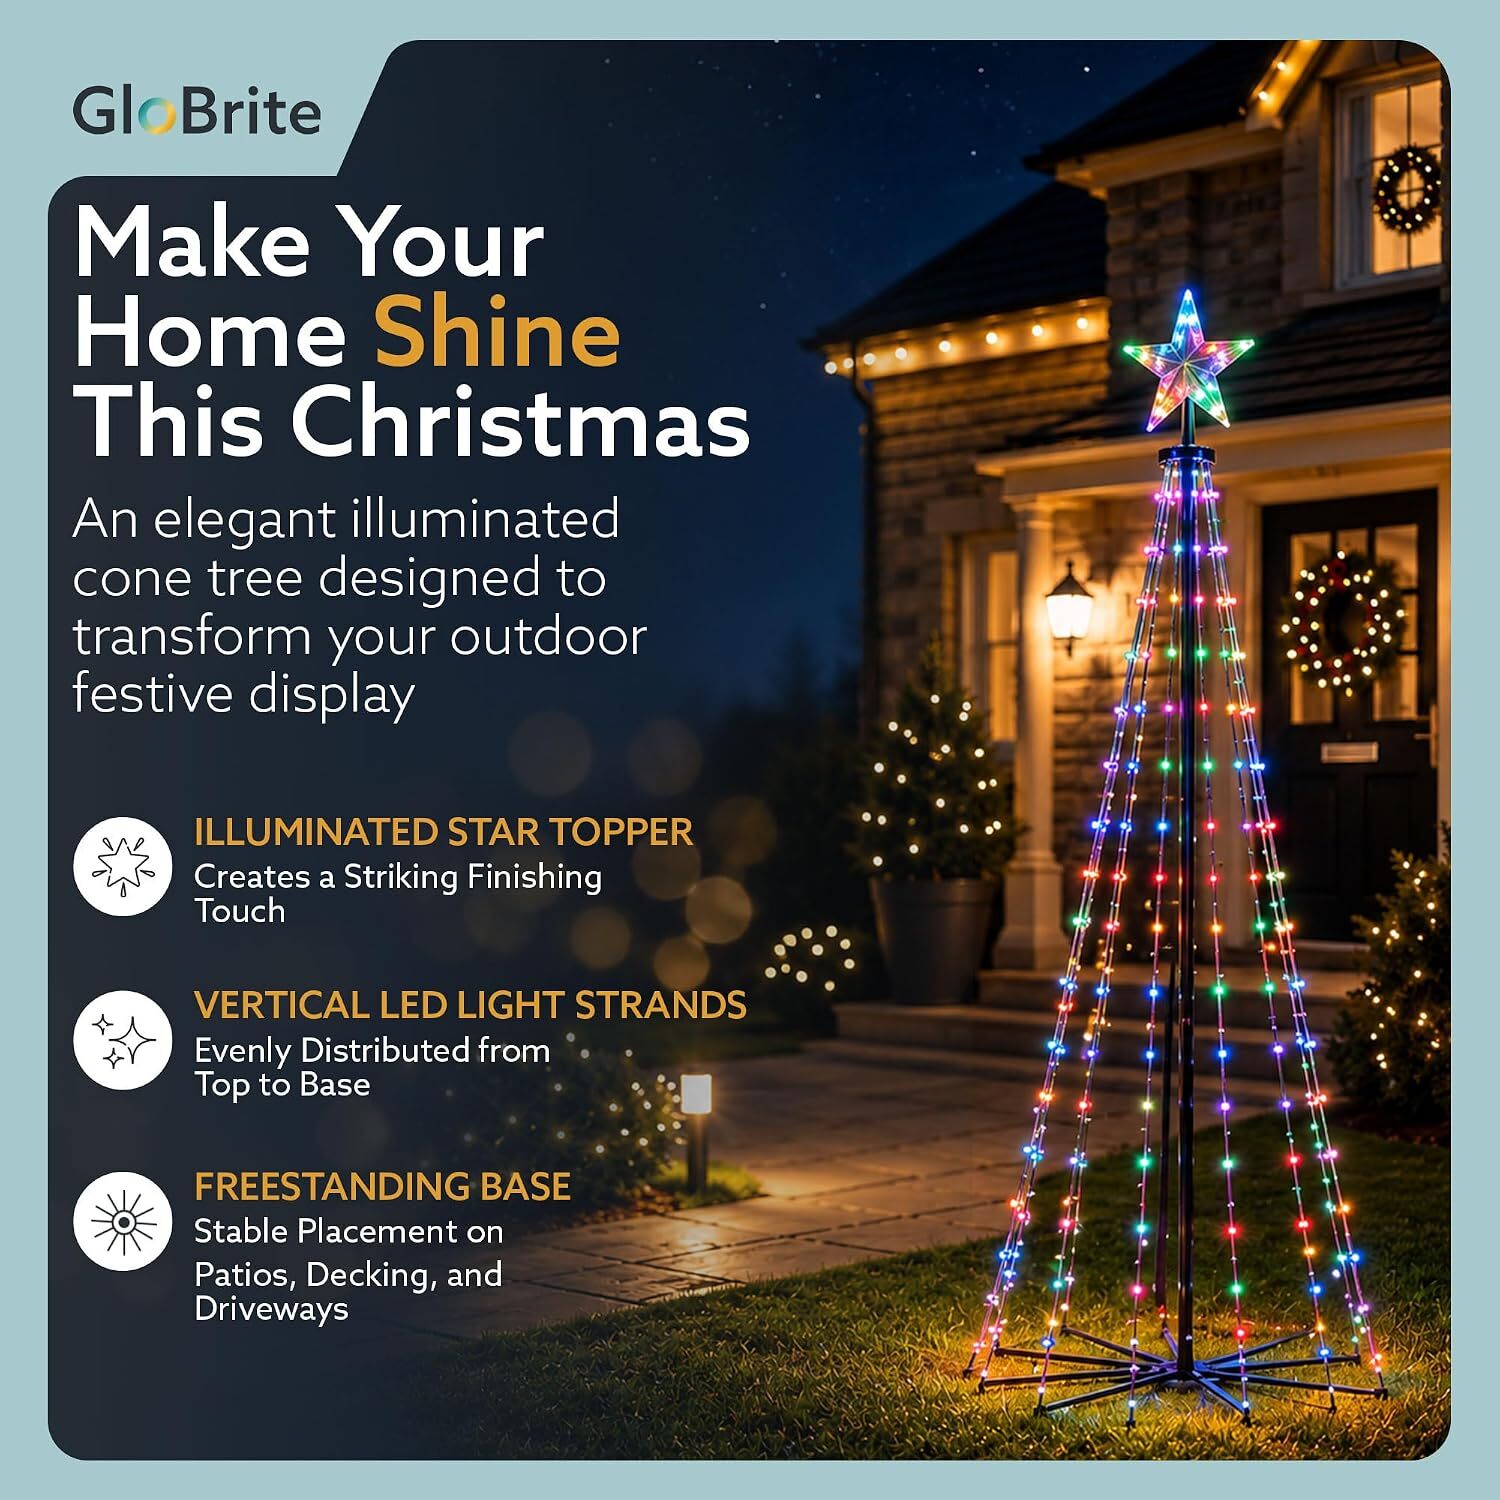 GloBrite
Make Your
Home Shine
This Christmas
An elegant illuminated
cone tree designed to
transform your outdoor
festive display
ILLUMINATED STAR TOPPER
Creates a Striking Finishing
Touch
VERTICAL LED LIGHT STRANDS
Evenly Distributed from
Top to Base
FREESTANDING BASE
Stable Placement on
Patios, Decking, and
Driveways